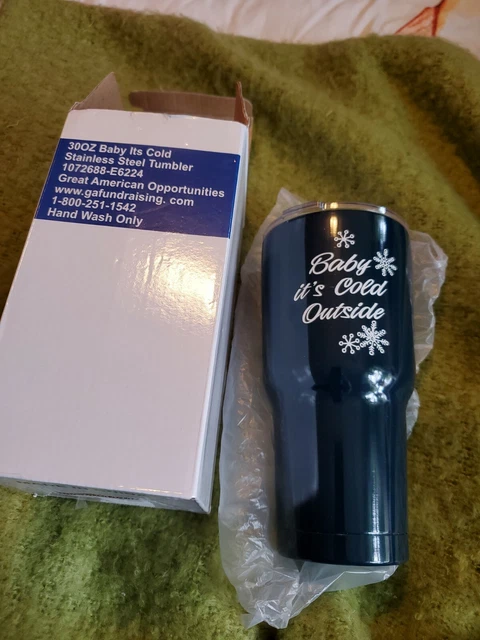 30OZ Baby Its Cold
Stainless Steel Tumbler
1072688-E6224
Great American Opportunities
www.gafundraising. com
1-800-251-1542
Hand Wash Only
Baby
it's Cold
Outside